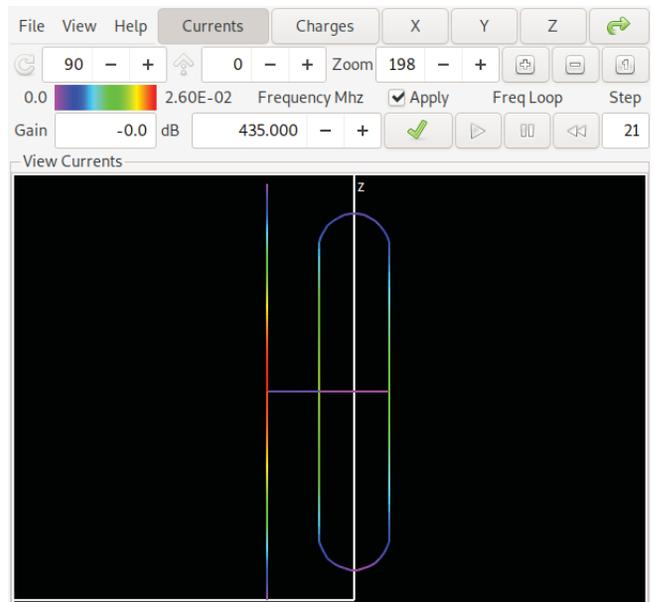 File View Help Currents Charges X Y Z
90 − + 0 − + Zoom 198 − +
0.0 2.60E-02 Frequency Mhz Apply Freq Loop Step
Gain -0.0 dB 435.000 − + 21
View Currents
Z